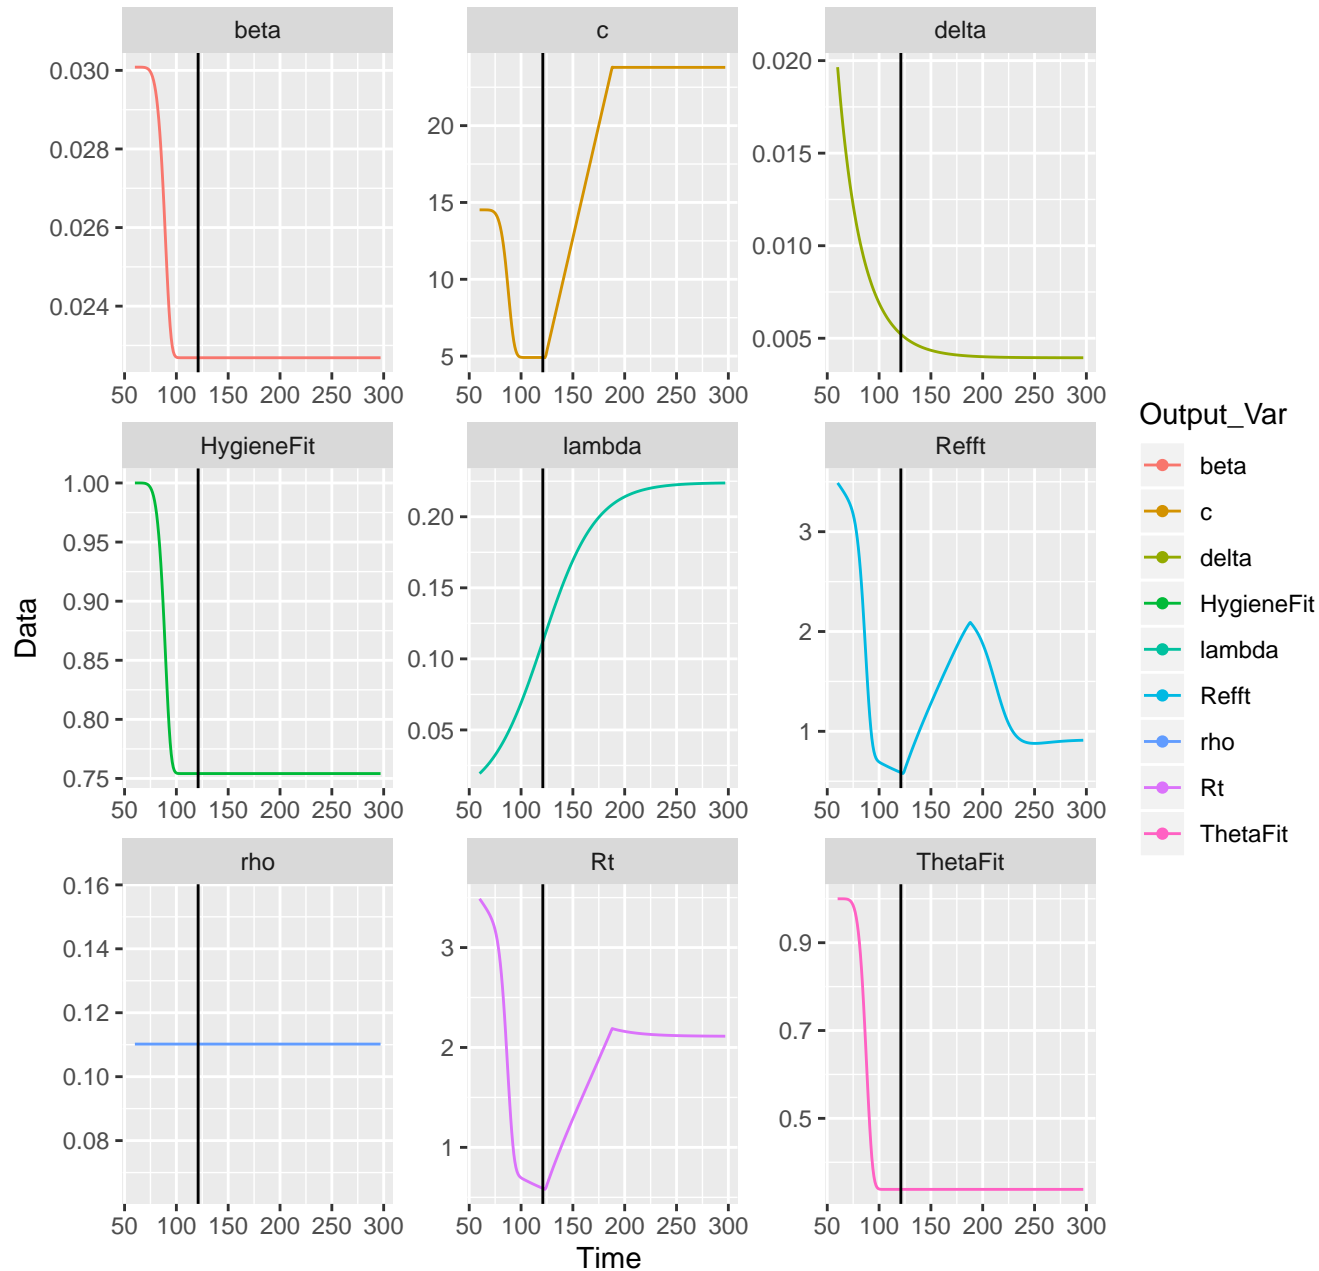 beta
c
delta
0.030
0.028
0.026
0.024
20
15
10
5
0.020
0.015
0.010
0.005
50 100 150 200 250 300
50 100 150 200 250 300
50 100 150 200 250 300
HygieneFit
lambda
Refft
1.00
0.95
0.90
0.85
0.80
0.75
0.20
0.15
0.10
0.05
3
2
1
50 100 150 200 250 300
50 100 150 200 250 300
50 100 150 200 250 300
rho
Rt
ThetaFit
0.16
0.14
0.12
0.10
0.08
3
2
1
0.9
0.7
0.5
50 100 150 200 250 300
50 100 150 200 250 300
50 100 150 200 250 300
Data
Time
Output_Var
beta
c
delta
HygieneFit
lambda
Refft
rho
Rt
ThetaFit